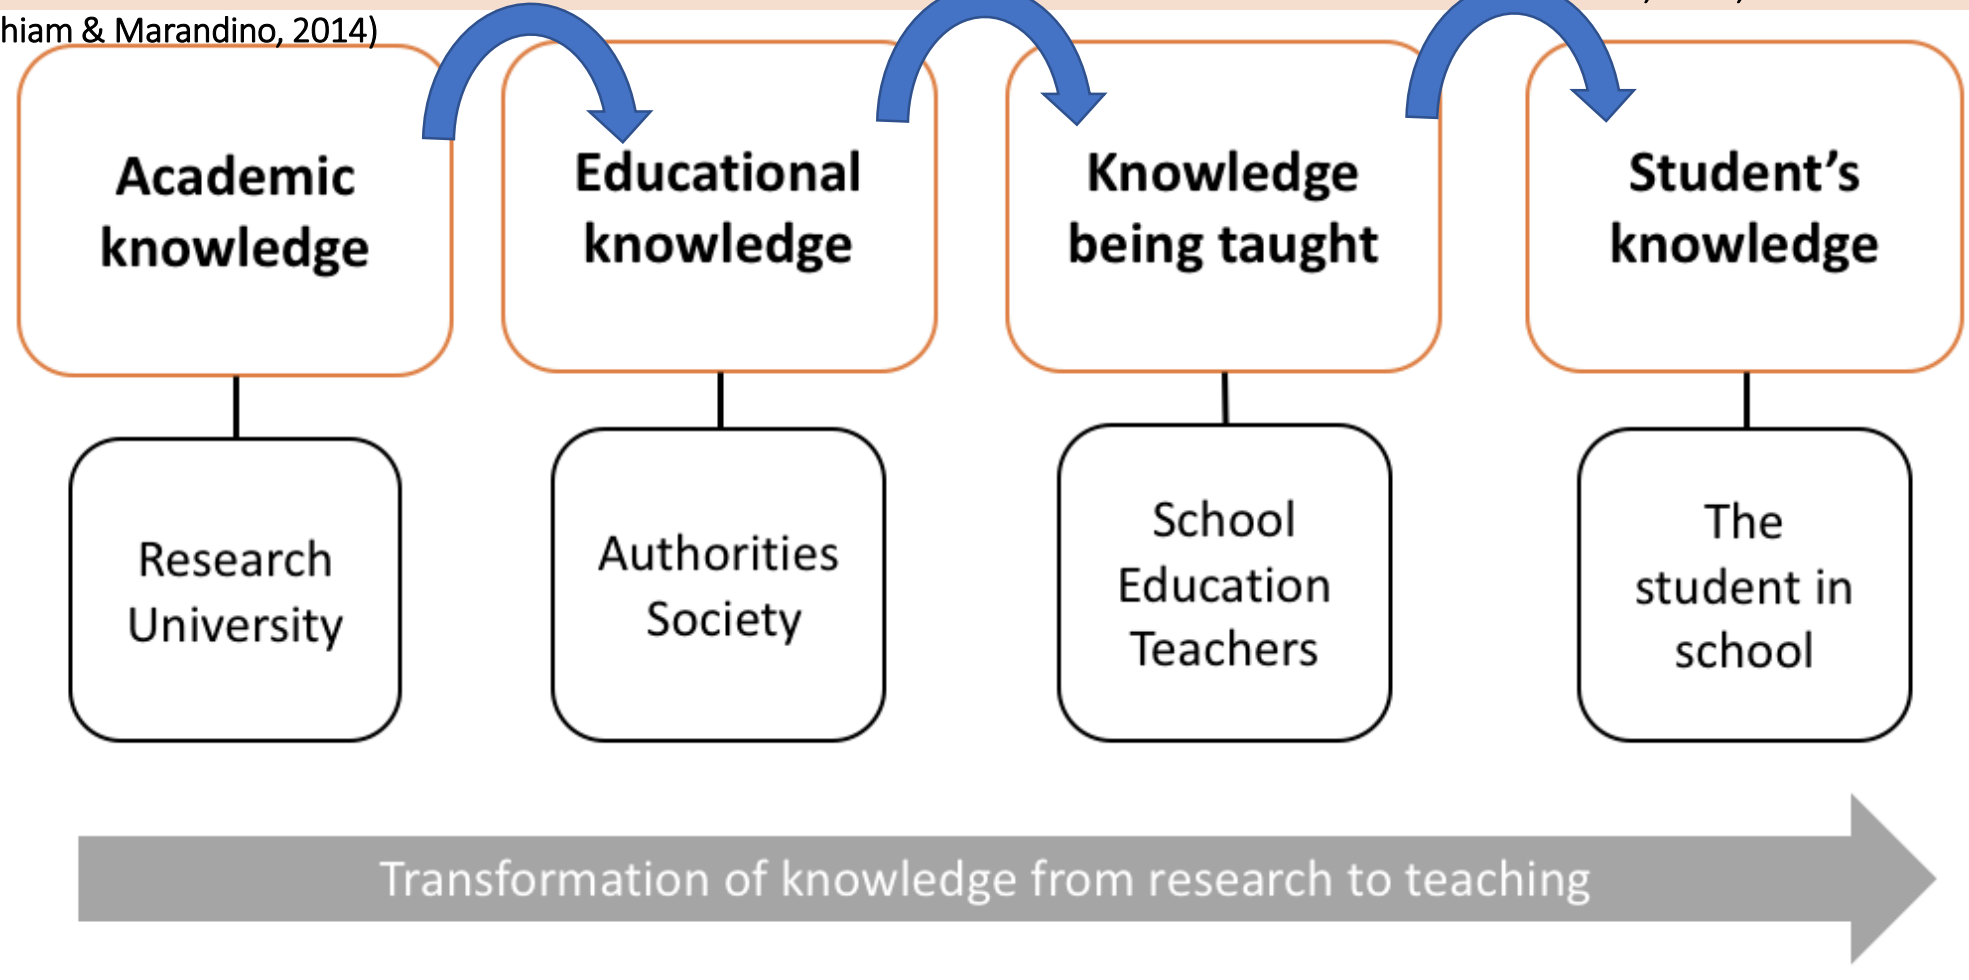 hiam & Marandino, 2014)
Academic
knowledge
Educational
knowledge
Knowledge
being taught
Student’s
knowledge
Research
University
Authorities
Society
School
Education
Teachers
The
student in
school
Transformation of knowledge from research to teaching